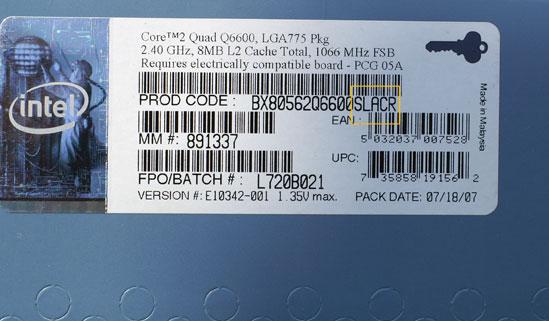 Core™2 Quad Q6600, LGA775 Pkg
2.40 GHz, 8MB L2 Cache Total, 1066 MHz FSB
Requires electrically compatible board - PCG 05A
intel
PROD CODE: BX80562Q6600SLACR
EAN:
5 032037 007528
MM #: 891337
UPC:
7 35858 19156 2
FPO/BATCH #: L720B021
VERSION #: E10342-001 1.35V max.
PACK DATE: 07/18/07
Made in Malaysia